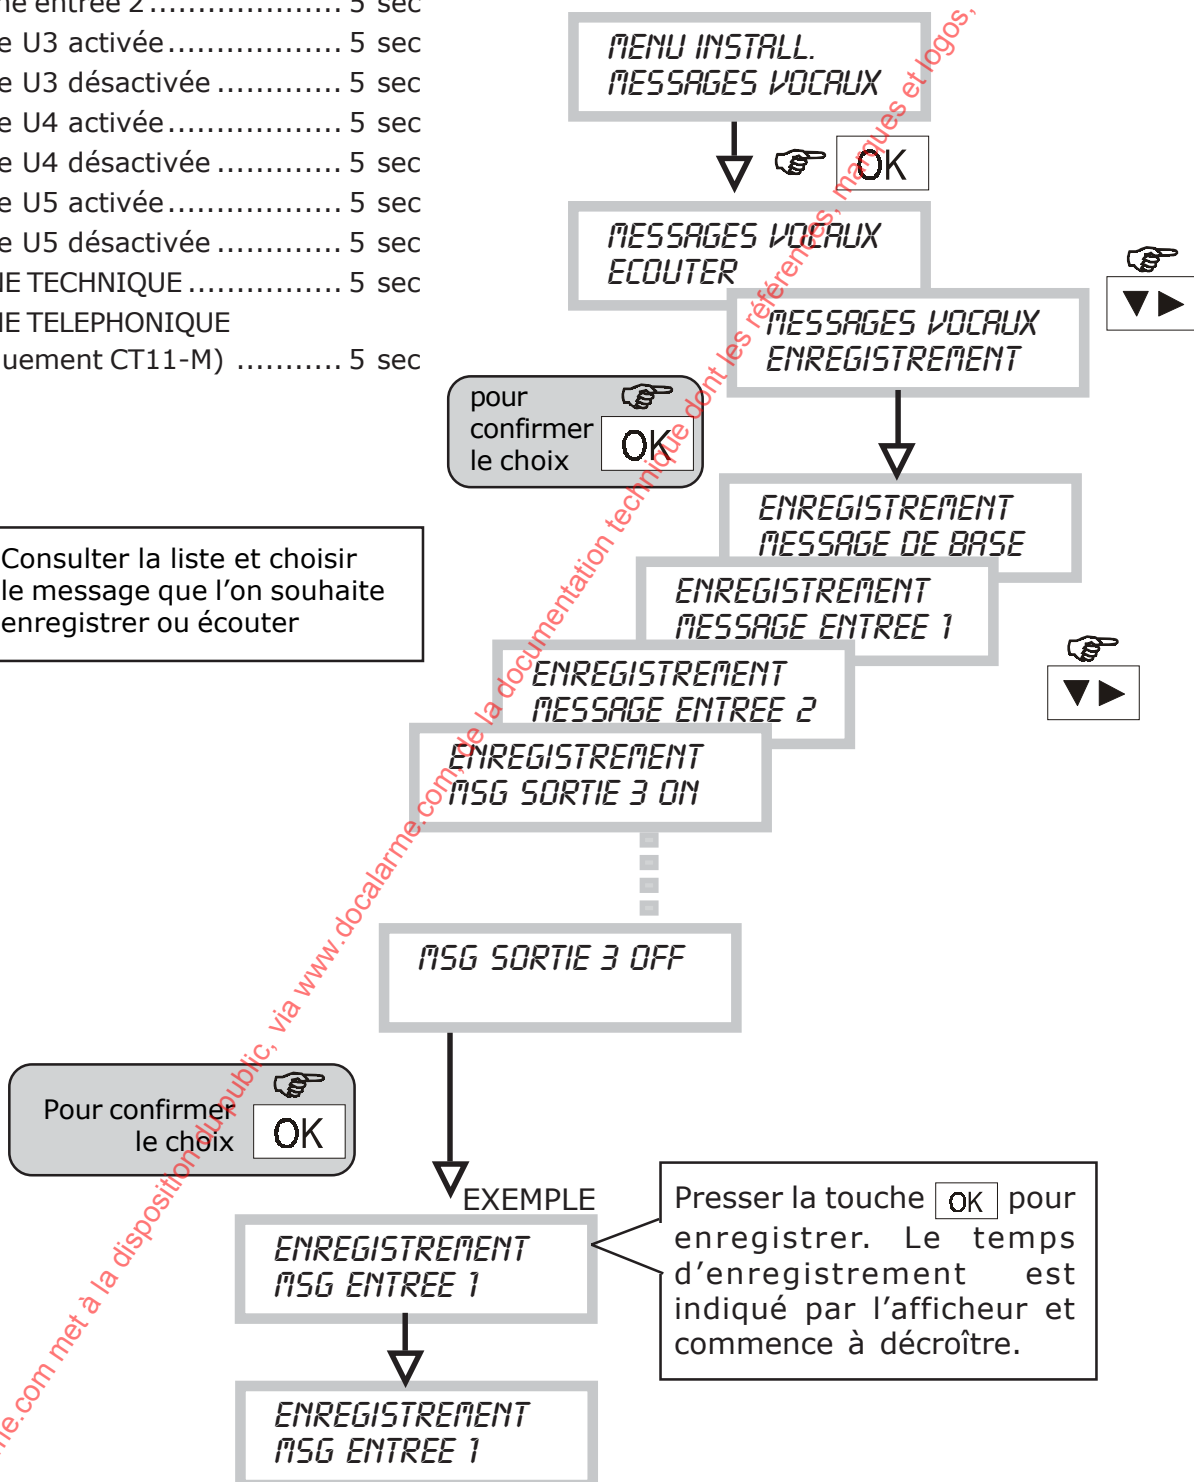 ne entrée 2..................... 5 sec
e U3 activée.................. 5 sec
e U3 désactivée ............. 5 sec
e U4 activée.................. 5 sec
e U4 désactivée ............. 5 sec
e U5 activée.................. 5 sec
e U5 désactivée ............. 5 sec
NE TECHNIQUE................ 5 sec
NE TELEPHONIQUE
quement CT11-M) ........... 5 sec
MENU INSTALL.
MESSAGES VOCAUX
OK
MESSAGES VOCAUX
ECOUTER
▼►
MESSAGES VOCAUX
ENREGISTREMENT
pour
confirmer
le choix
OK
ENREGISTREMENT
MESSAGE DE BASE
Consulter la liste et choisir
le message que l’on souhaite
enregistrer ou écouter
ENREGISTREMENT
MESSAGE ENTREE 1
ENREGISTREMENT
MESSAGE ENTREE 2
▼►
ENREGISTREMENT
MSG SORTIE 3 ON
MSG SORTIE 3 OFF
Pour confirmer
le choix
OK
EXEMPLE
ENREGISTREMENT
MSG ENTREE 1
Presser la touche OK pour
enregistrer. Le temps
d’enregistrement est
indiqué par l’afficheur et
commence à décroître.
ENREGISTREMENT
MSG ENTREE 1
me.com met à la disposition du public, via www.docalarme.com, de la documentation technique dont les références, marques et logos,